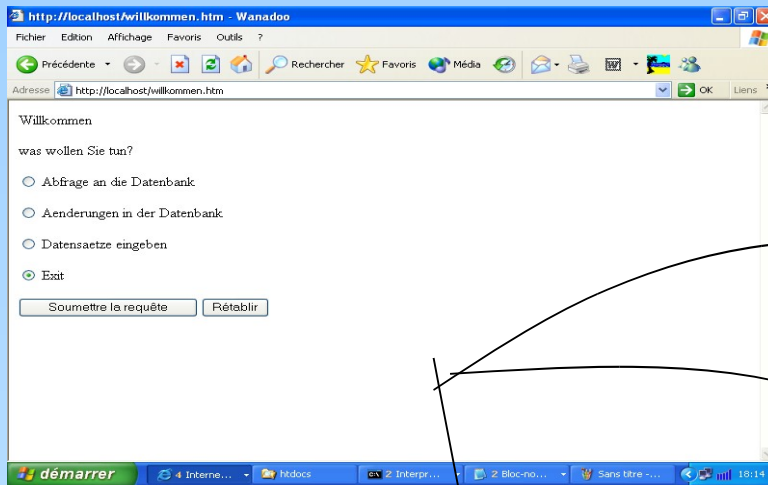 http://localhost/willkommen.htm - Wanadoo
Fichier Edition Affichage Favoris Outils ?
Précédente Rechercher Favoris Média
Adresse http://localhost/willkommen.htm OK Liens
Willkommen
was wollen Sie tun?
Abfrage an die Datenbank
Aenderungen in der Datenbank
Datensaetze eingeben
Exit
Soumettre la requête Rétablir
démarrer 4 Interne... htdocs 2 Interpr... 2 Bloc-no... Sans titre -... 18:14